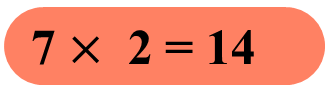 7 × 2 = 14